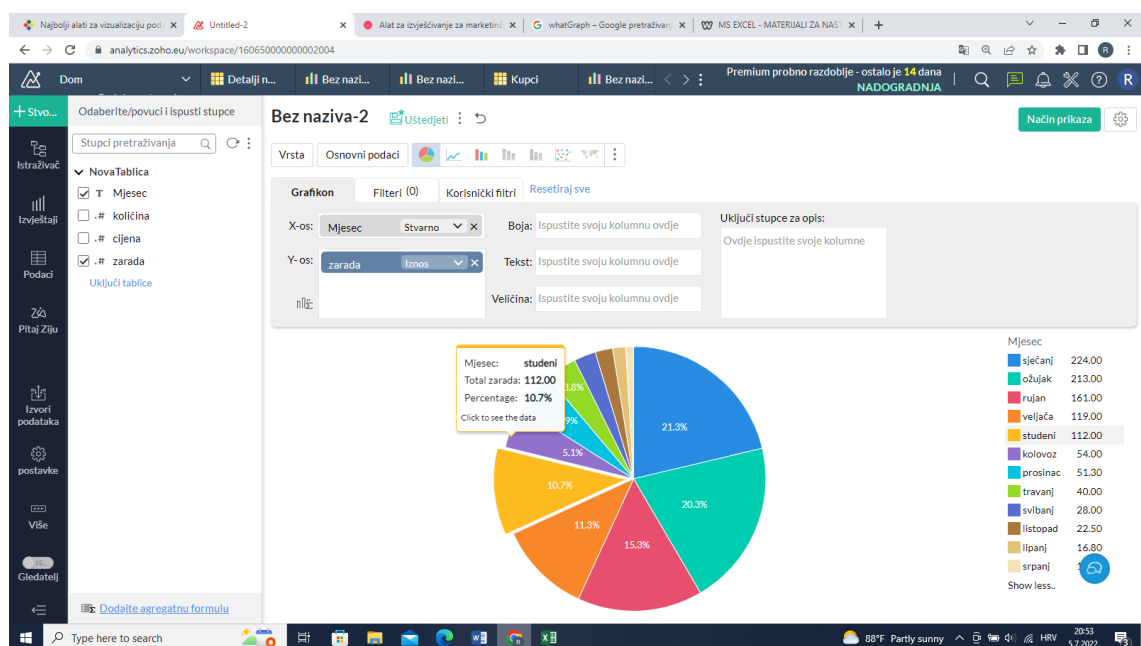 Najbolji alati za vizualizaciju pod
Untitled-2
Alat za izvješčivanje za marketin
whatGraph – Google pretraživan
MS EXCEL - MATERIJALI ZA NAST
analytics.zoho.eu/workspace/160650000000002004
Dom
Detalji n...
Bez nazi...
Bez nazi...
Kupci
Bez nazi...
Premium probno razdoblje - ostalo je 14 dana
NADOGRADNJA
R
+ Stvo...
Istraživač
Izvještaji
Podaci
Pitaj Ziju
Izvori
podataka
postavke
Više
Gledatelj
Odaberite/povuci i ispusti stupce
Stupci pretraživanja
NovaTablica
T Mjesec
.# količina
.# cijena
.# zarada
Uključi tablice
Dodajte agregatnu formulu
Bez naziva-2
Uštedjeti
Način prikaza
Vrsta
Osnovni podaci
Grafikon
Filteri (0)
Korisnički filtri
Resetiraj sve
X-os:
Mjesec
Stvarno
Y- os:
zarada
Iznos
Boja:
Ispustite svoju kolumnu ovdje
Tekst:
Ispustite svoju kolumnu ovdje
Veličina:
Ispustite svoju kolumnu ovdje
Uključi stupce za opis:
Ovdje ispustite svoje kolumne
Mjesec: studeni
Total zarada: 112.00
Percentage: 10.7%
Click to see the data
3.8%
9%
5.1%
10.7%
11.3%
15.3%
20.3%
21.3%
Mjesec
sječanj 224.00
ožujak 213.00
rujan 161.00
veljača 119.00
studeni 112.00
kolovoz 54.00
prosinac 51.30
travanj 40.00
svibanj 28.00
listopad 22.50
lipanj 16.80
srpanj
Show less..
Type here to search
88°F Partly sunny
HRV
20:53
5.7.2022.